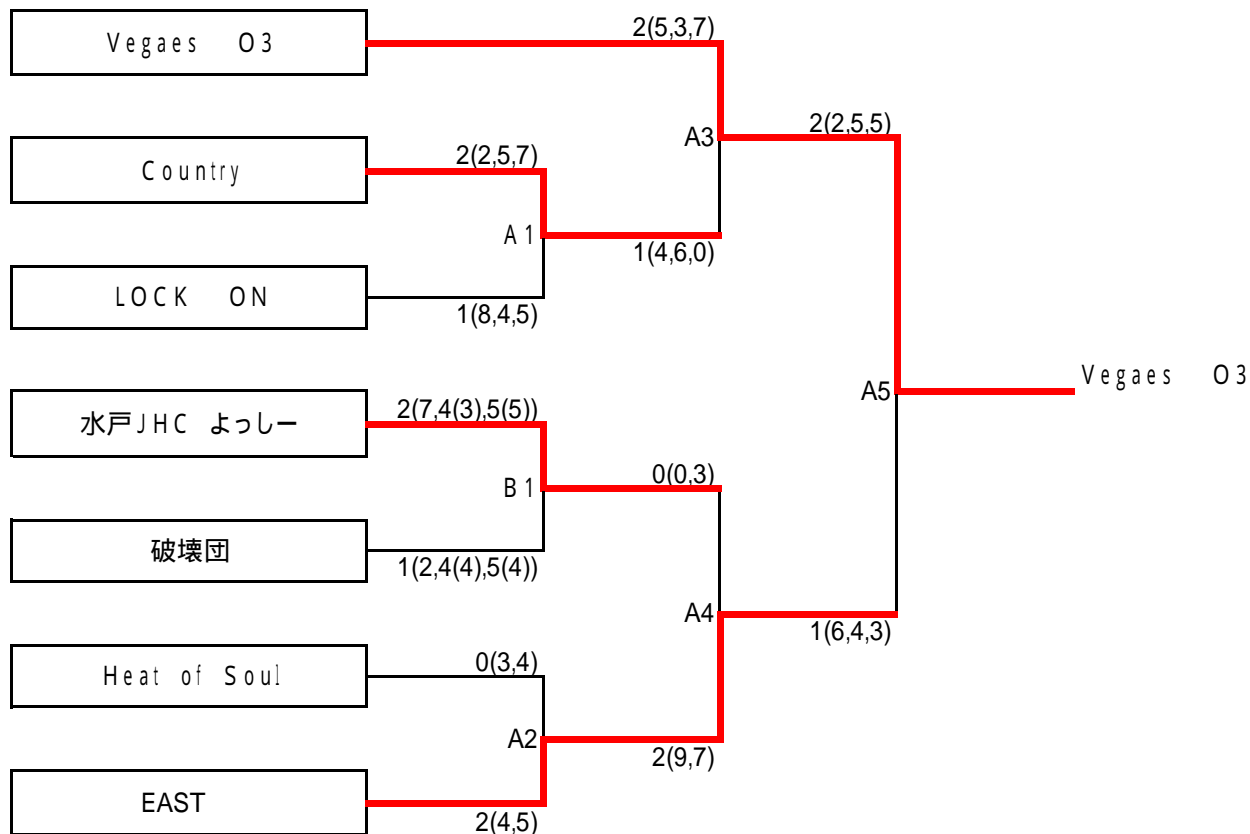 Vegaes O3
2(5,3,7)
A3
2(2,5,5)
Country
2(2,5,7)
A1
1(4,6,0)
LOCK ON
1(8,4,5)
A5
Vegaes O3
水戸JHC よっしー
2(7,4(3),5(5))
B1
0(0,3)
破壊団
1(2,4(4),5(4))
A4
1(6,4,3)
Heat of Soul
0(3,4)
A2
2(9,7)
EAST
2(4,5)